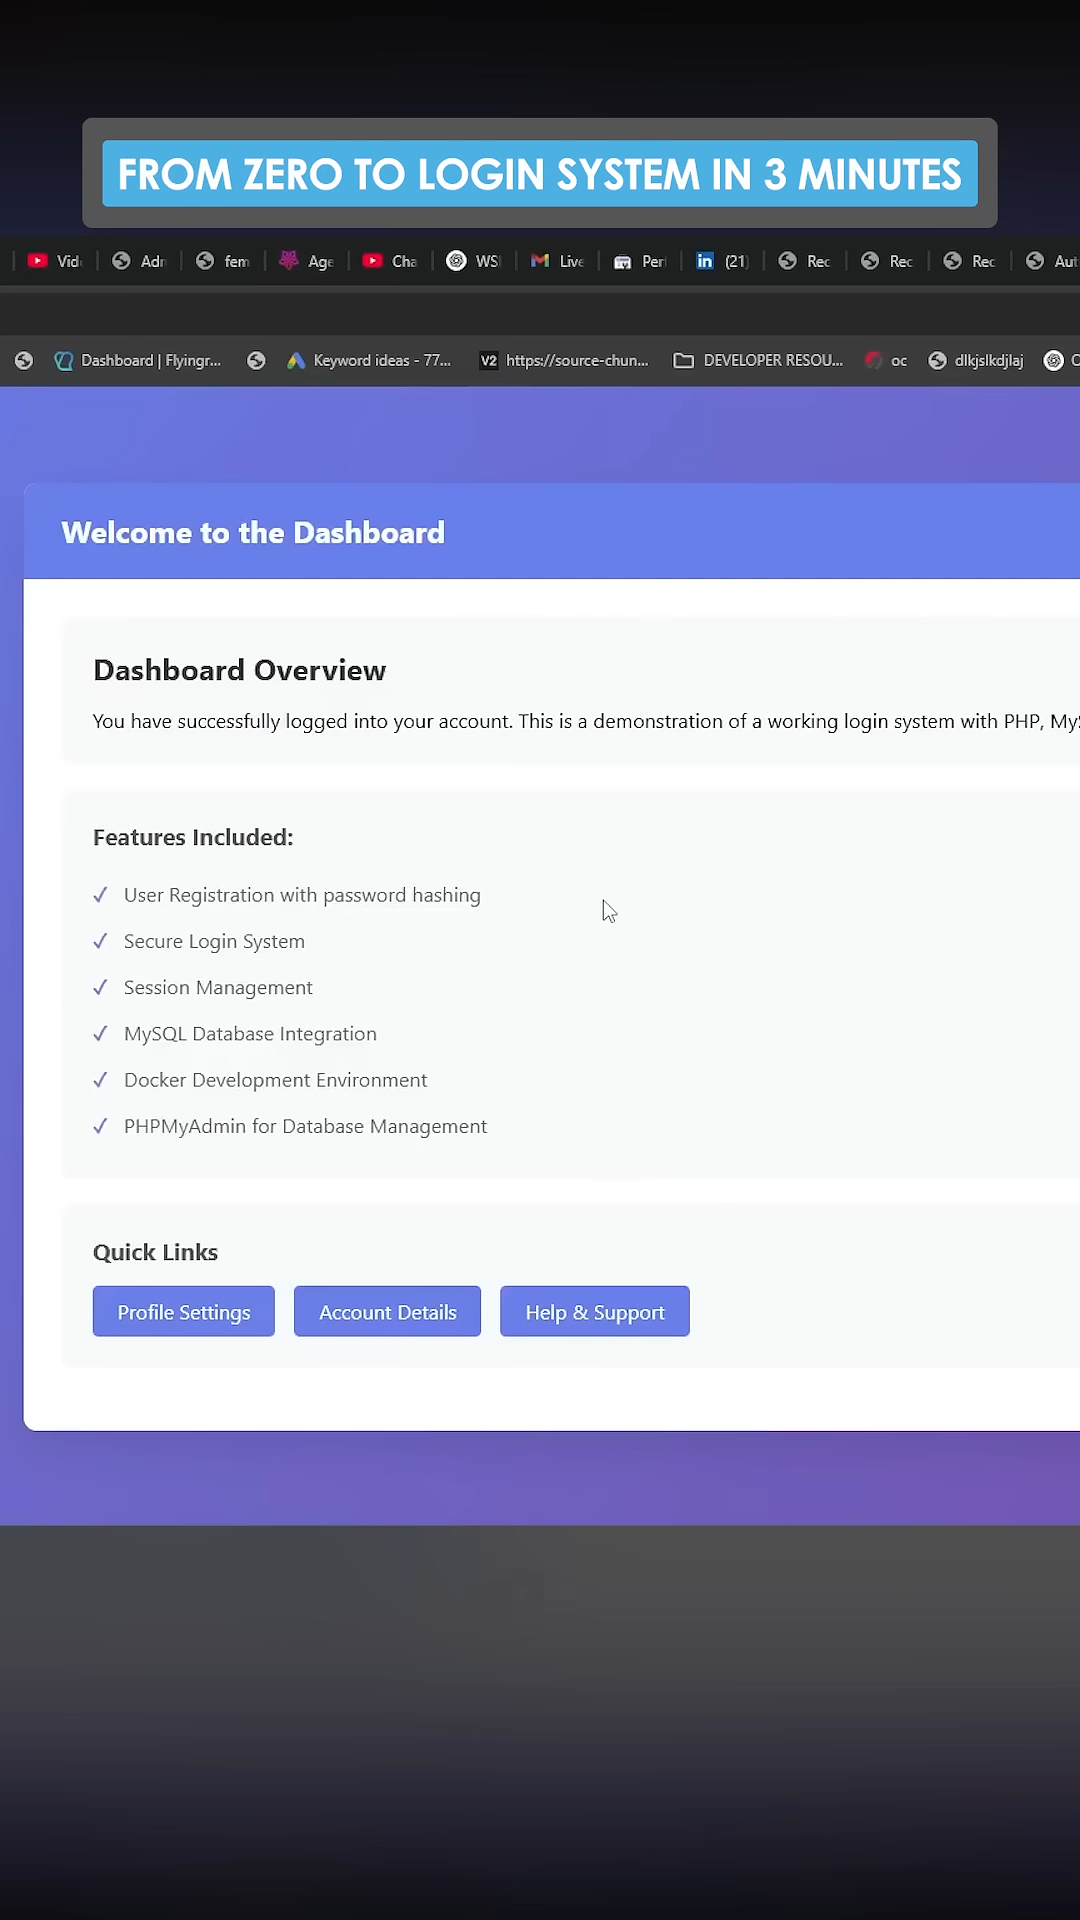 FROM ZERO TO LOGIN SYSTEM IN 3 MINUTES
Vid Adn fem Age Cha WS Live Per (21) Rec Rec Rec Aut
Dashboard | Flyingr... Keyword ideas - 77... V2 https://source-chun... DEVELOPER RESOU... oc dlkjslkdjlaj
Welcome to the Dashboard
Dashboard Overview
You have successfully logged into your account. This is a demonstration of a working login system with PHP, MyS
Features Included:
✓ User Registration with password hashing
✓ Secure Login System
✓ Session Management
✓ MySQL Database Integration
✓ Docker Development Environment
✓ PHPMyAdmin for Database Management
Quick Links
Profile Settings Account Details Help & Support